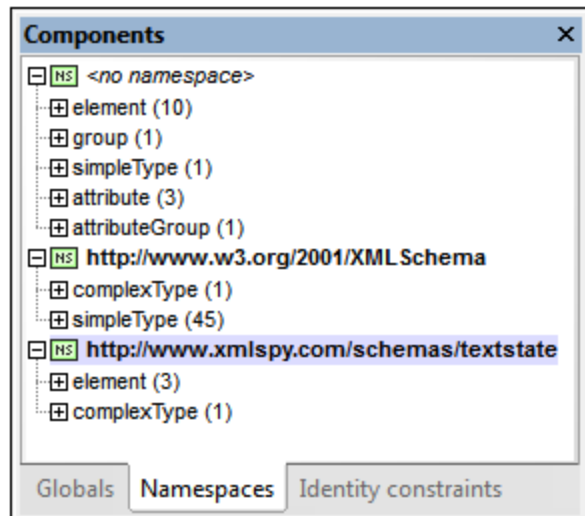 Components
NS <no namespace>
element (10)
group (1)
simpleType (1)
attribute (3)
attributeGroup (1)
NS http://www.w3.org/2001/XMLSchema
complexType (1)
simpleType (45)
NS http://www.xmlspy.com/schemas/textstate
element (3)
complexType (1)
Globals Namespaces Identity constraints